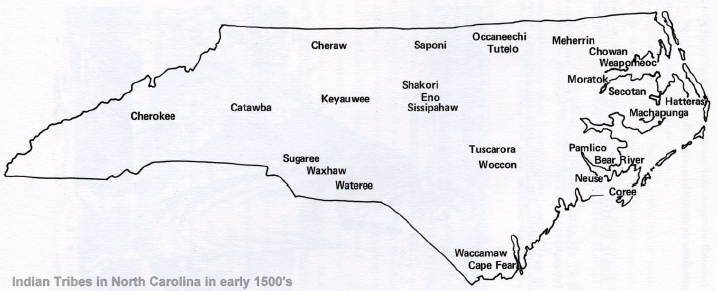 Cheraw
Saponi
Occaneechi
Tutelo
Meherrin
Chowan
Weapomeoc
Moratok
Secotan
Hatteras
Machapunga
Shakori
Eno
Sissipahaw
Keyauwee
Catawba
Cherokee
Tuscarora
Woccon
Pamlico
Bear River
Neuse
Coree
Sugaree
Waxhaw
Wateree
Waccamaw
Cape Fear
Indian Tribes in North Carolina in early 1500's